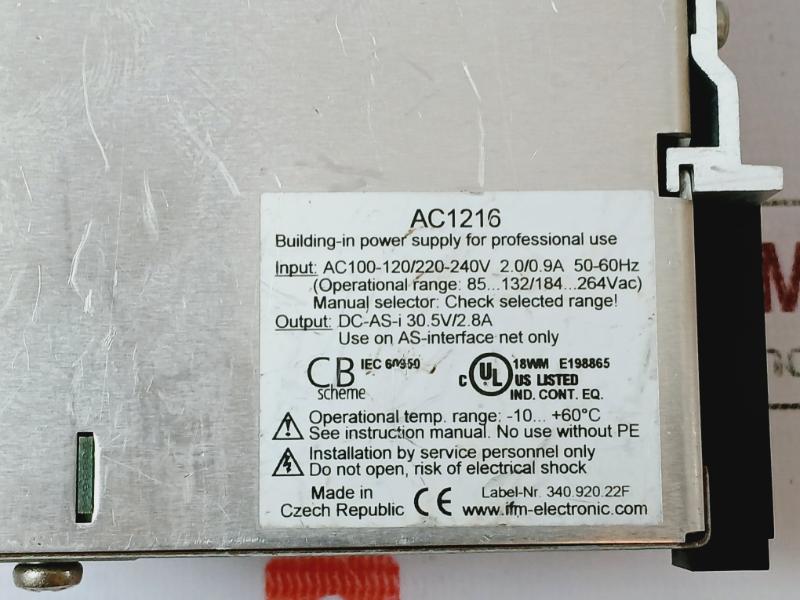 AC1216
Building-in power supply for professional use
Input: AC100-120/220-240V 2.0/0.9A 50-60Hz
(Operational range: 85...132/184...264Vac)
Manual selector: Check selected range!
Output: DC-AS-i 30.5V/2.8A
Use on AS-interface net only
CB scheme IEC 60950
C UL US LISTED 18WM E198865
IND. CONT. EQ.
Operational temp. range: -10... +60°C
See instruction manual. No use without PE
Installation by service personnel only
Do not open, risk of electrical shock
Made in Czech Republic CE Label-Nr. 340.920.22F
www.ifm-electronic.com